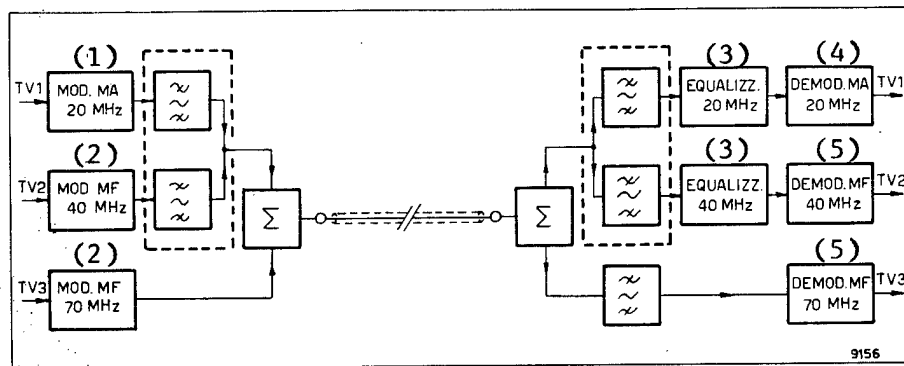 (1)
(3)
(4)
TV1
MOD. MA
20 MHz
EQUALIZZ.
20 MHz
DEMOD. MA
20 MHz
TV1
(2)
(3)
(5)
TV2
MOD MF
40 MHz
EQUALIZZ.
40 MHz
DEMOD. MF
40 MHz
TV2
Σ
Σ
(2)
(5)
TV3
MOD. MF
70 MHz
DEMOD. MF
70 MHz
TV3
9156